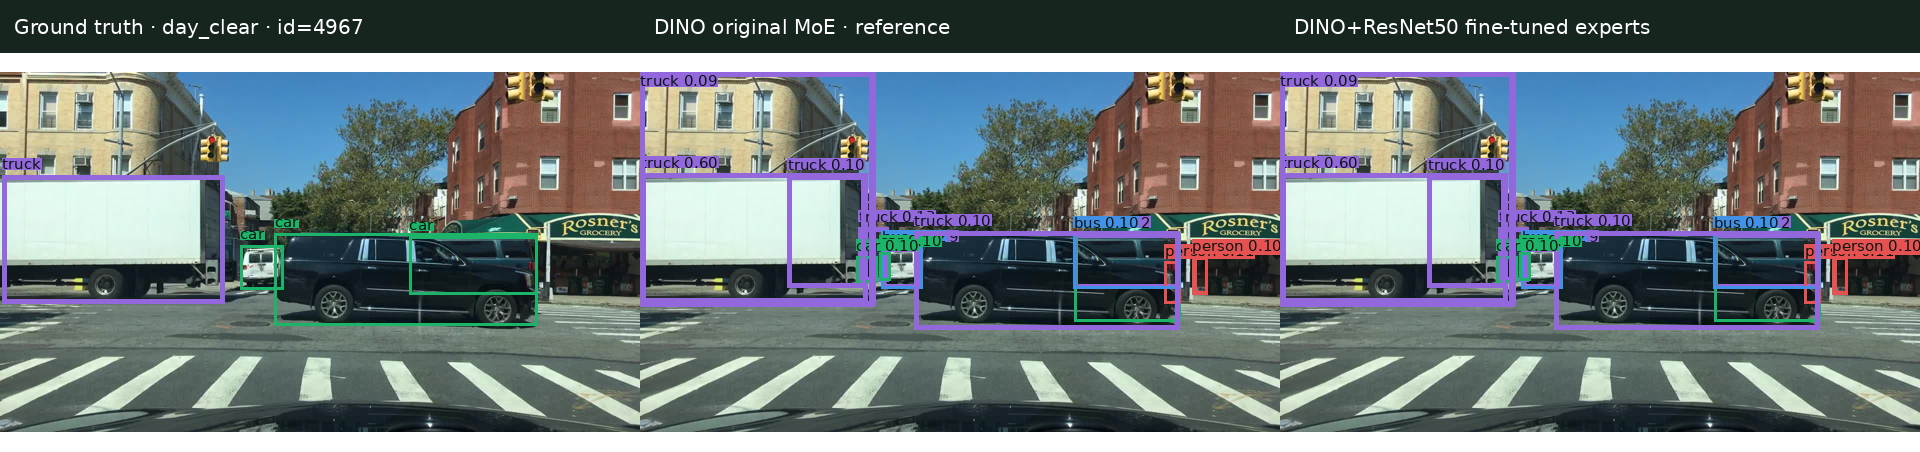 Ground truth · day_clear · id=4967
DINO original MoE · reference
DINO+ResNet50 fine-tuned experts
truck
car
car
car
Rosner's
GROCERY
truck 0.09
truck 0.60
truck 0.10
truck 0.10
bus 0.10
person 0.10
Rosner's
GROCERY
truck 0.09
truck 0.60
truck 0.10
truck 0.10
bus 0.10
person 0.10
Rosner's
GROCERY